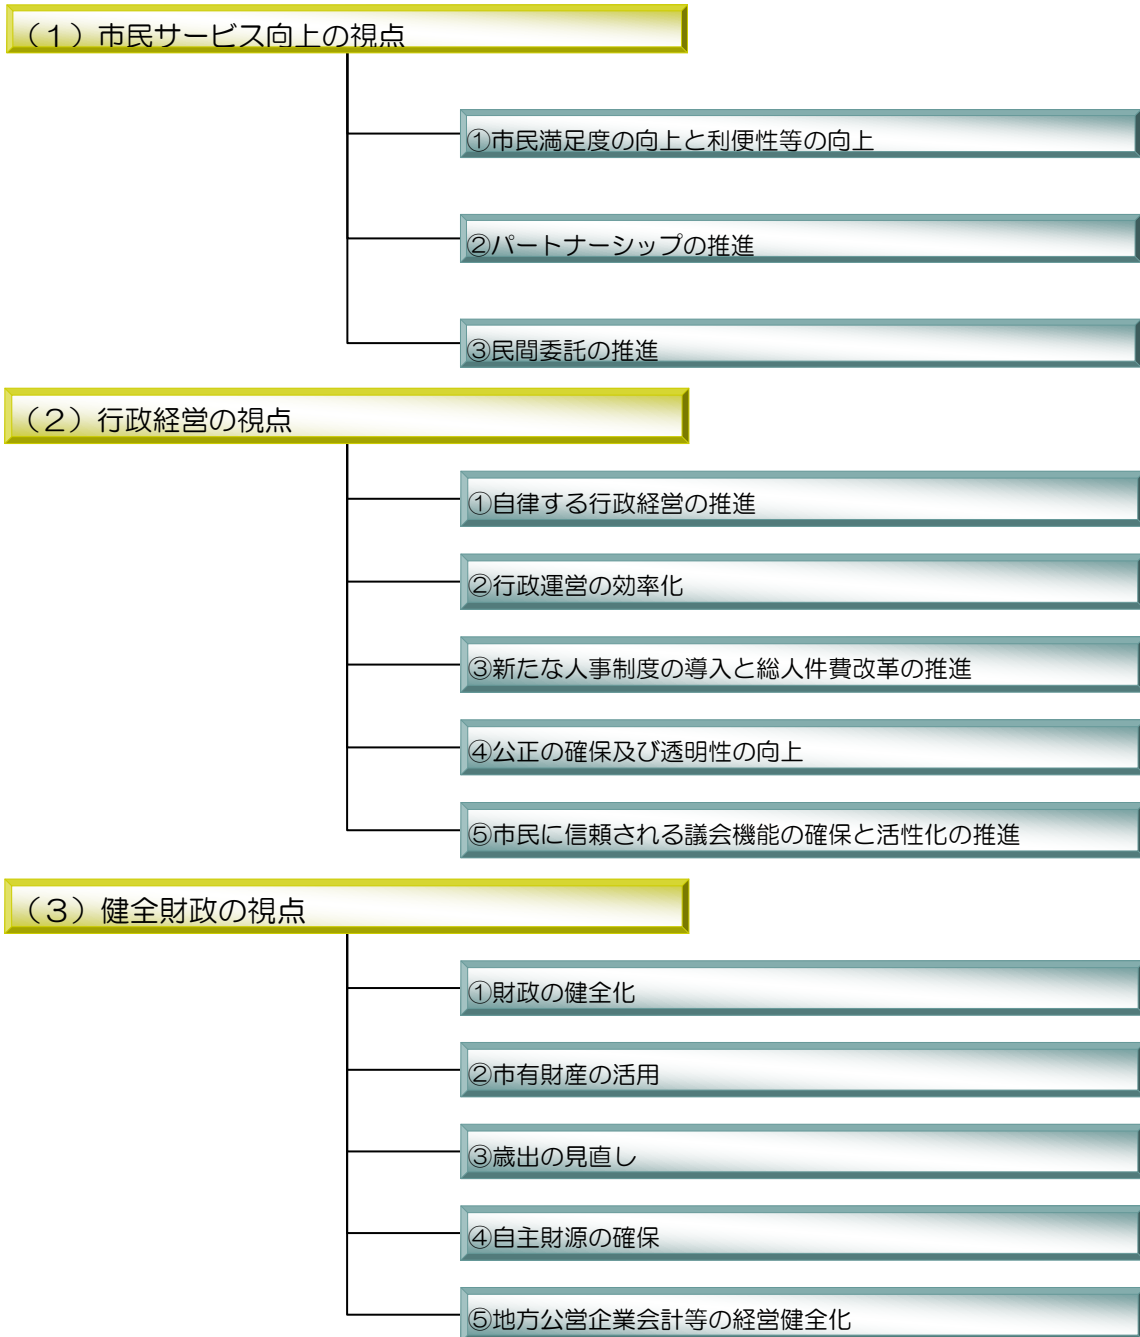 （１）市民サービス向上の視点
①市民満足度の向上と利便性等の向上
②パートナーシップの推進
③民間委託の推進
（２）行政経営の視点
①自律する行政経営の推進
②行政運営の効率化
③新たな人事制度の導入と総人件費改革の推進
④公正の確保及び透明性の向上
⑤市民に信頼される議会機能の確保と活性化の推進
（３）健全財政の視点
①財政の健全化
②市有財産の活用
③歳出の見直し
④自主財源の確保
⑤地方公営企業会計等の経営健全化